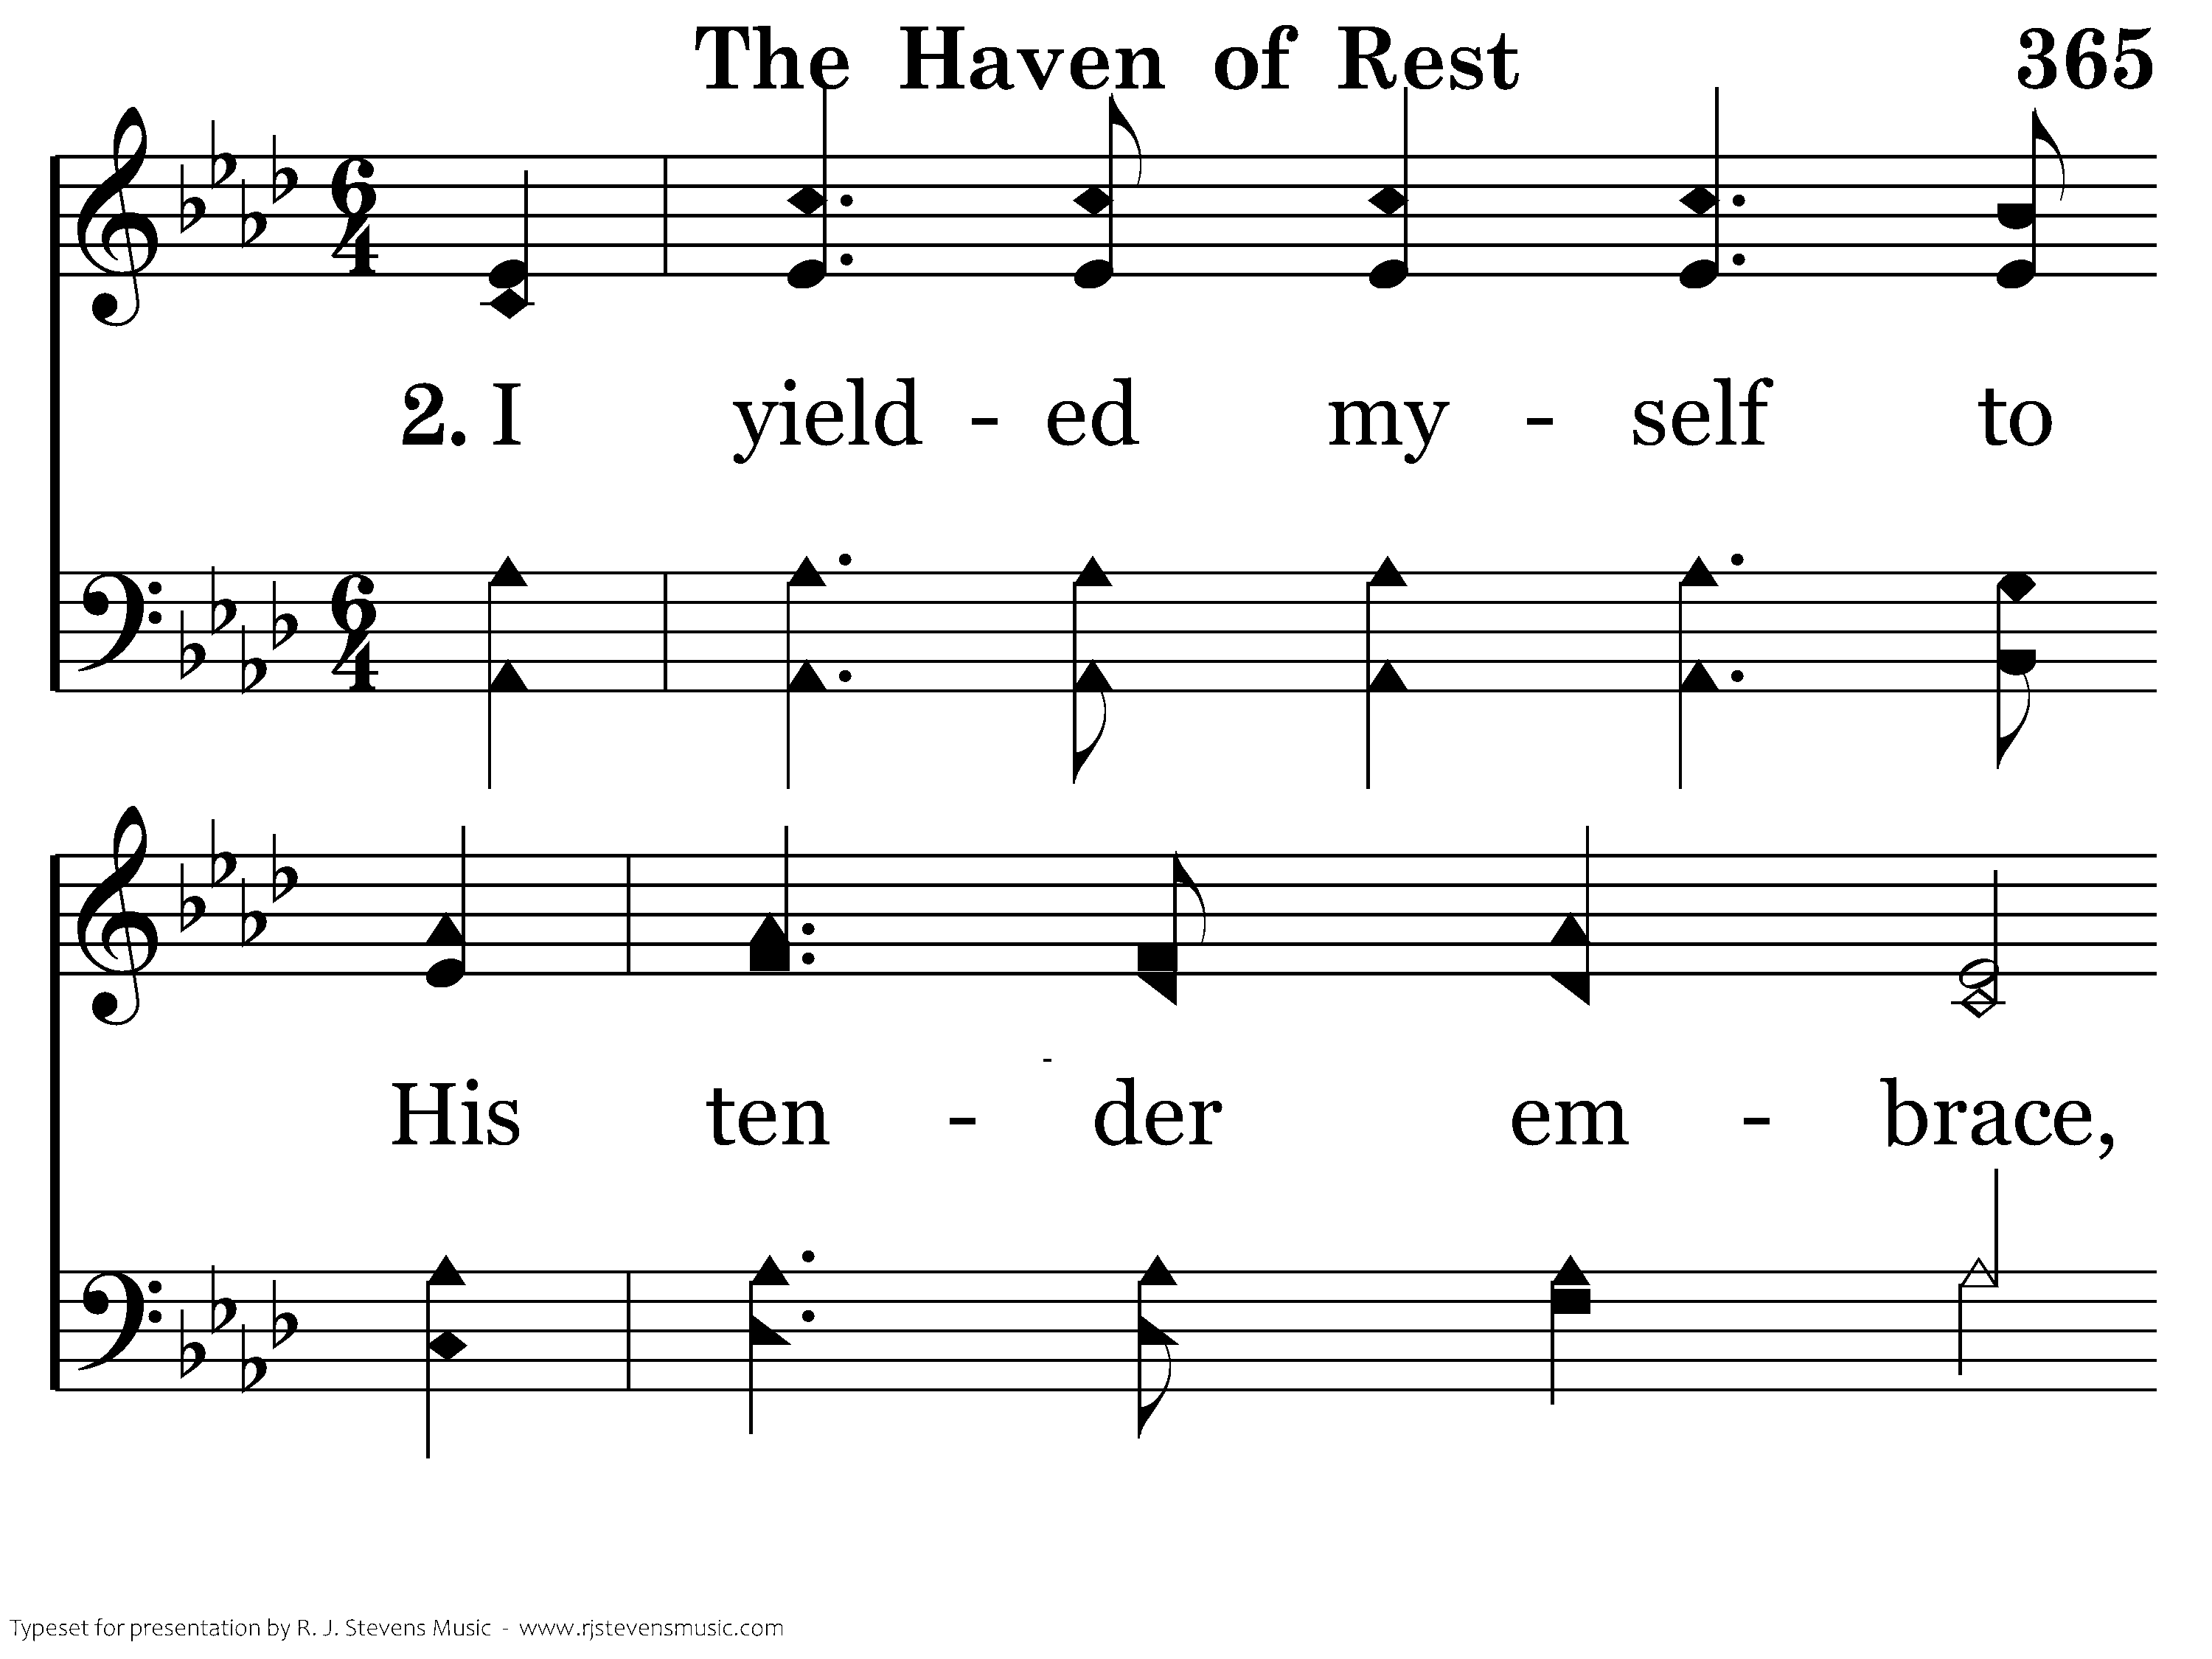 The Haven of Rest 365
6
4
2. I yield - ed my - self to
6
4
His ten - der em - brace,
Typeset for presentation by R. J. Stevens Music - www.rjstevensmusic.com